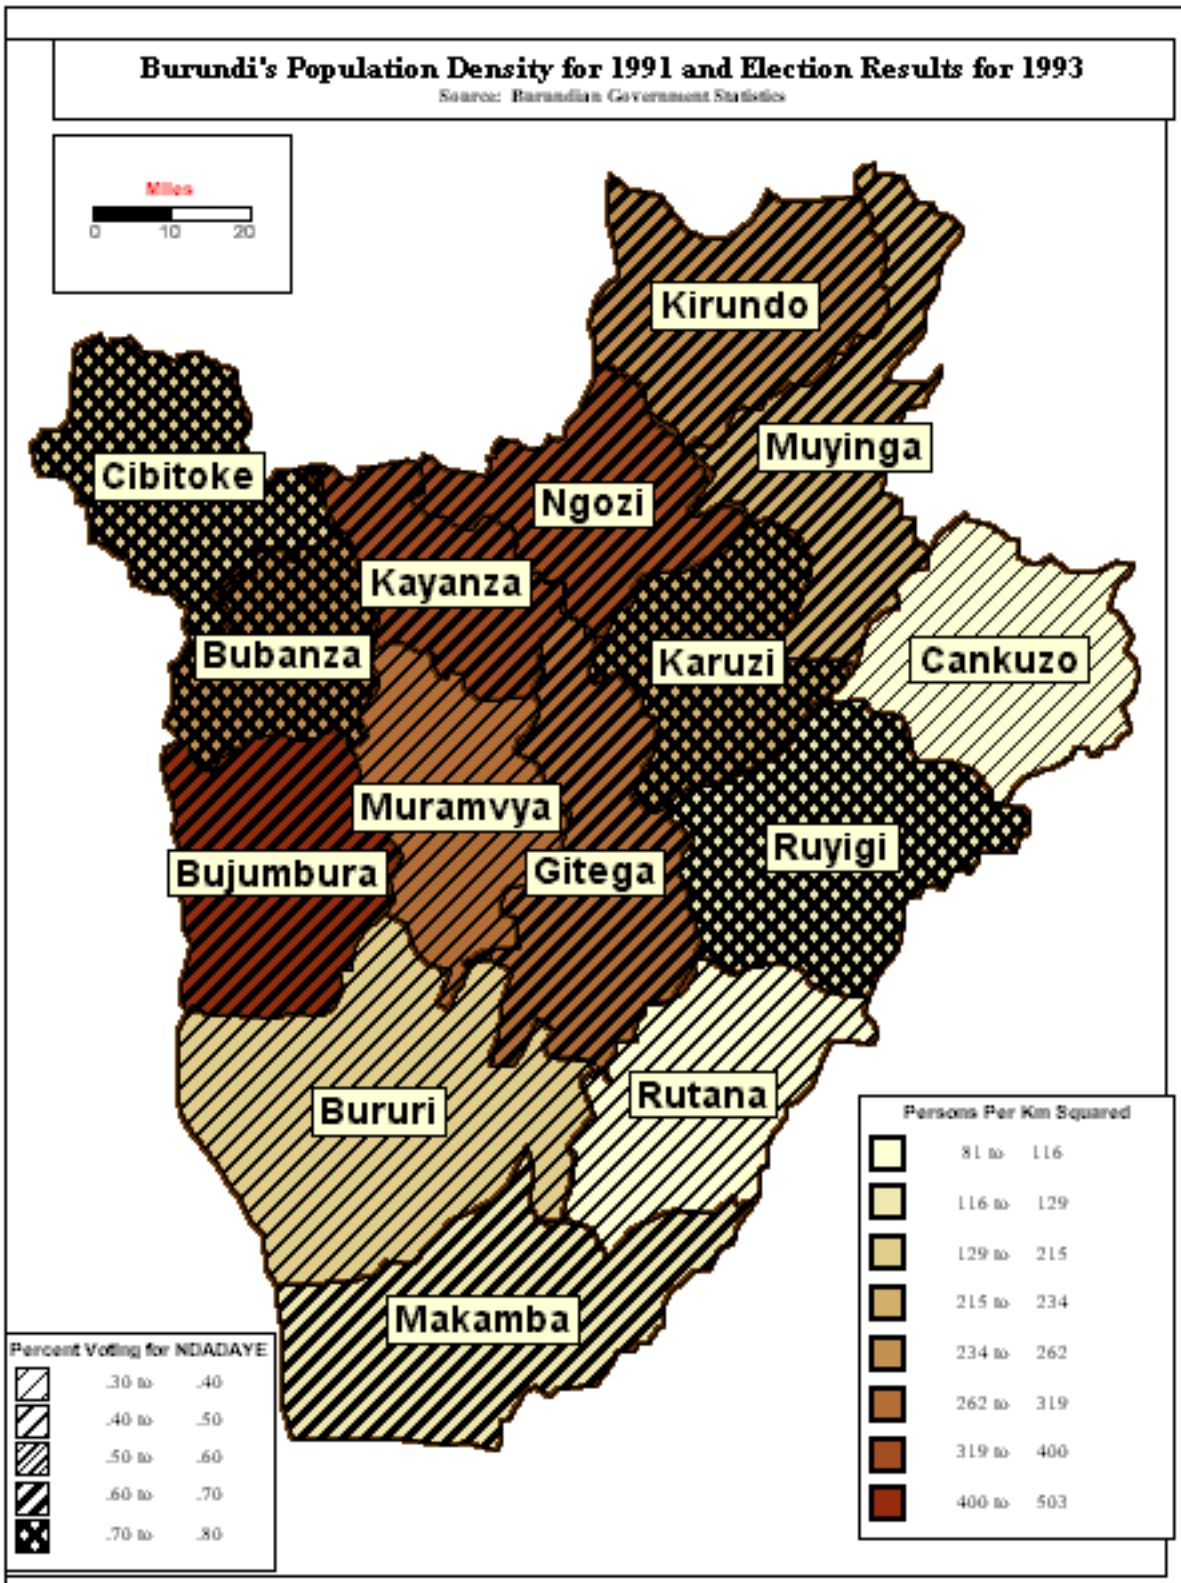 Burundi's Population Density for 1991 and Election Results for 1993
Source: Burundian Government Statistics
Miles
0 10 20
Kirundo
Muyinga
Cibitoke
Ngozi
Kayanza
Bubanza
Karuzi
Cankuzo
Muramvya
Ruyigi
Bujumbura
Gitega
Rutana
Bururi
Makamba
Persons Per Km Squared
81 to 116
116 to 129
129 to 215
215 to 234
234 to 262
262 to 319
319 to 400
400 to 503
Percent Voting for NDADAYE
.30 to .40
.40 to .50
.50 to .60
.60 to .70
.70 to .80